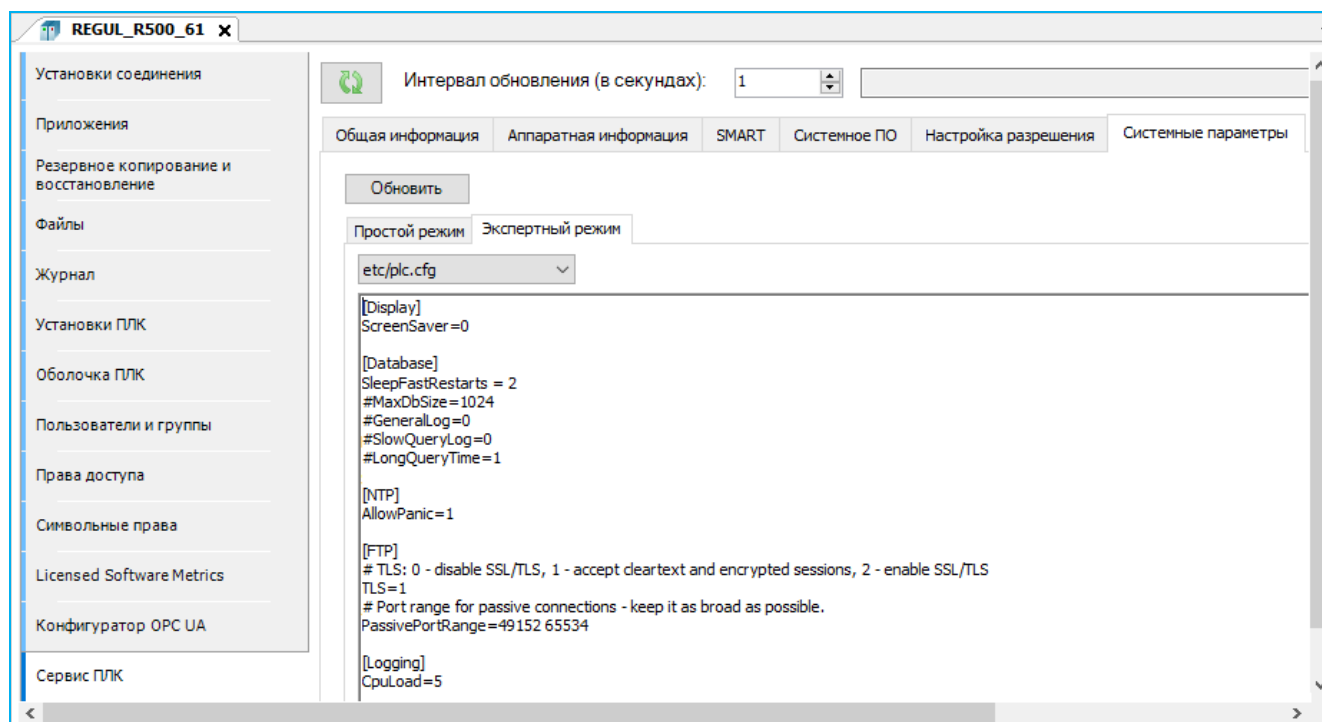 REGUL_R500_61
Установки соединения
Приложения
Резервное копирование и
восстановление
Файлы
Журнал
Установки ПЛК
Оболочка ПЛК
Пользователи и группы
Права доступа
Символьные права
Licensed Software Metrics
Конфигуратор OPC UA
Сервис ПЛК
Интервал обновления (в секундах): 1
Общая информация Аппаратная информация SMART Системное ПО Настройка разрешения Системные параметры
Обновить
Простой режим Экспертный режим
etc/plc.cfg
[Display]
ScreenSaver=0
[Database]
SleepFastRestarts = 2
#MaxDbSize=1024
#GeneralLog=0
#SlowQueryLog=0
#LongQueryTime=1
[NTP]
AllowPanic=1
[FTP]
# TLS: 0 - disable SSL/TLS, 1 - accept cleartext and encrypted sessions, 2 - enable SSL/TLS
TLS=1
# Port range for passive connections - keep it as broad as possible.
PassivePortRange=49152 65534
[Logging]
CpuLoad=5